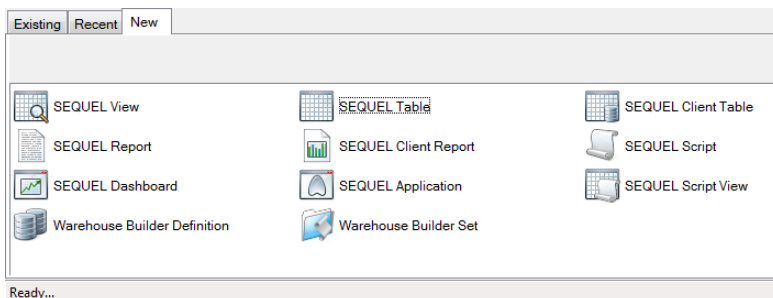 Existing Recent New
SEQUEL View SEQUEL Table SEQUEL Client Table
SEQUEL Report SEQUEL Client Report SEQUEL Script
SEQUEL Dashboard SEQUEL Application SEQUEL Script View
Warehouse Builder Definition Warehouse Builder Set
Ready...